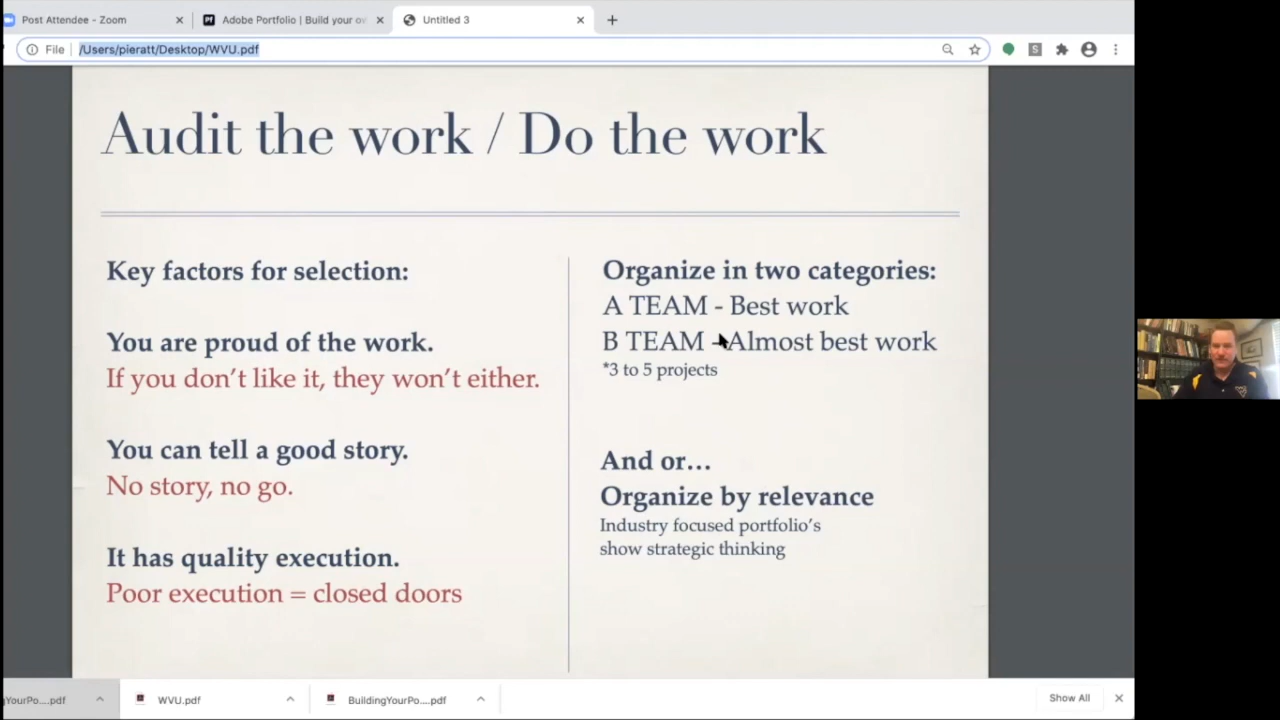 Post Attendee - Zoom
Adobe Portfolio | Build your ow
Untitled 3
File
/Users/pieratt/Desktop/WVU.pdf
S
Audit the work / Do the work
Key factors for selection:
You are proud of the work.
If you don't like it, they won't either.
You can tell a good story.
No story, no go.
It has quality execution.
Poor execution = closed doors
Organize in two categories:
A TEAM - Best work
B TEAM - Almost best work
*3 to 5 projects
And or…
Organize by relevance
Industry focused portfolio's
show strategic thinking
gYourPo....pdf
WVU.pdf
BuildingYourPo....pdf
Show All